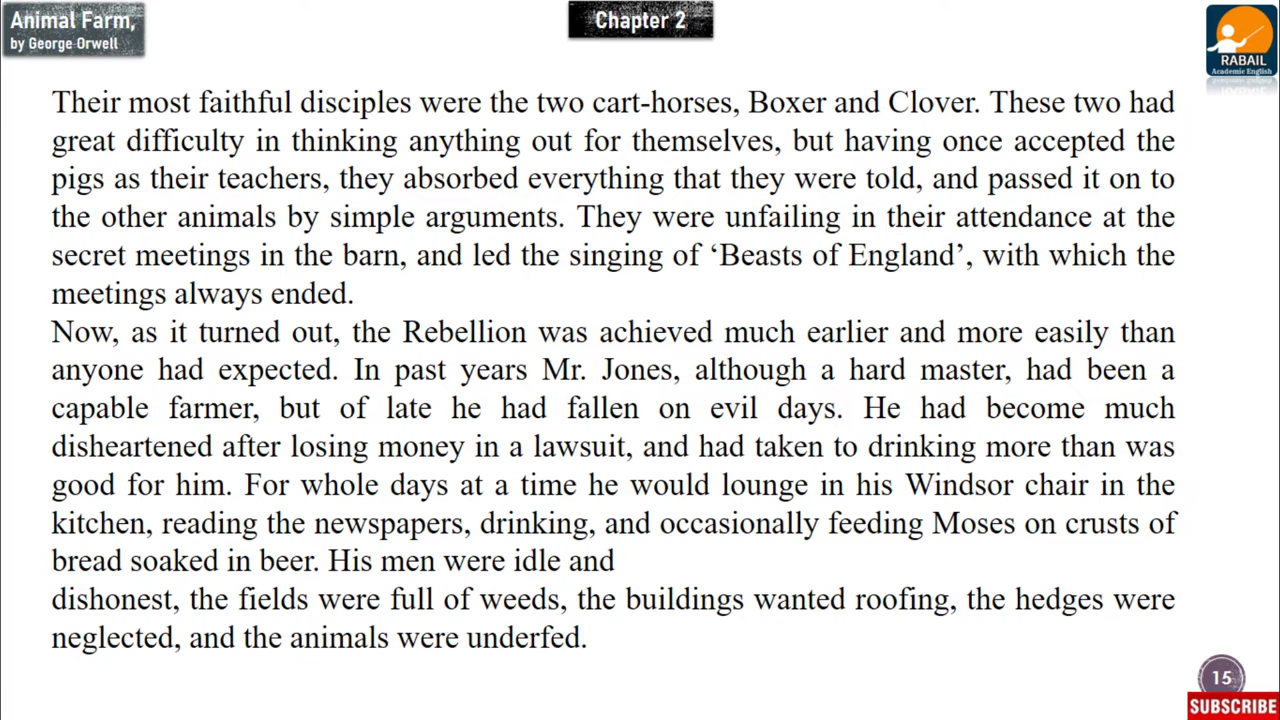 Animal Farm,
by George Orwell
Chapter 2
RABAIL
Academic English
Their most faithful disciples were the two cart-horses, Boxer and Clover. These two had
great difficulty in thinking anything out for themselves, but having once accepted the
pigs as their teachers, they absorbed everything that they were told, and passed it on to
the other animals by simple arguments. They were unfailing in their attendance at the
secret meetings in the barn, and led the singing of ‘Beasts of England’, with which the
meetings always ended.
Now, as it turned out, the Rebellion was achieved much earlier and more easily than
anyone had expected. In past years Mr. Jones, although a hard master, had been a
capable farmer, but of late he had fallen on evil days. He had become much
disheartened after losing money in a lawsuit, and had taken to drinking more than was
good for him. For whole days at a time he would lounge in his Windsor chair in the
kitchen, reading the newspapers, drinking, and occasionally feeding Moses on crusts of
bread soaked in beer. His men were idle and
dishonest, the fields were full of weeds, the buildings wanted roofing, the hedges were
neglected, and the animals were underfed.
15
SUBSCRIBE